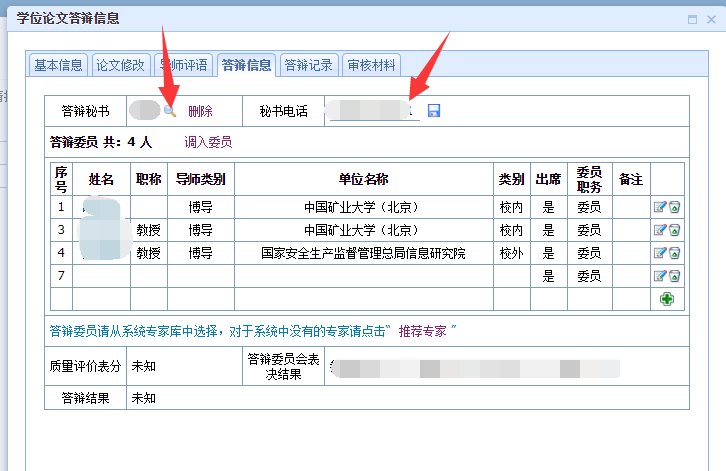 学位论文答辩信息
基本信息 论文修改 导师评语 答辩信息 答辩记录 审核材料
答辩秘书 删除 秘书电话
答辩委员 共：4 人 调入委员
序号 姓名 职称 导师类别 单位名称 类别 出席 委员职务 备注
1 博导 中国矿业大学（北京） 校内 是 委员
3 教授 博导 中国矿业大学（北京） 校内 是 委员
4 教授 博导 国家安全生产监督管理总局信息研究院 校外 是 委员
7 是 委员
答辩委员请从系统专家库中选择，对于系统中没有的专家请点击“ 推荐专家 ”
质量评价表分 未知 答辩委员会表决结果
答辩结果 未知